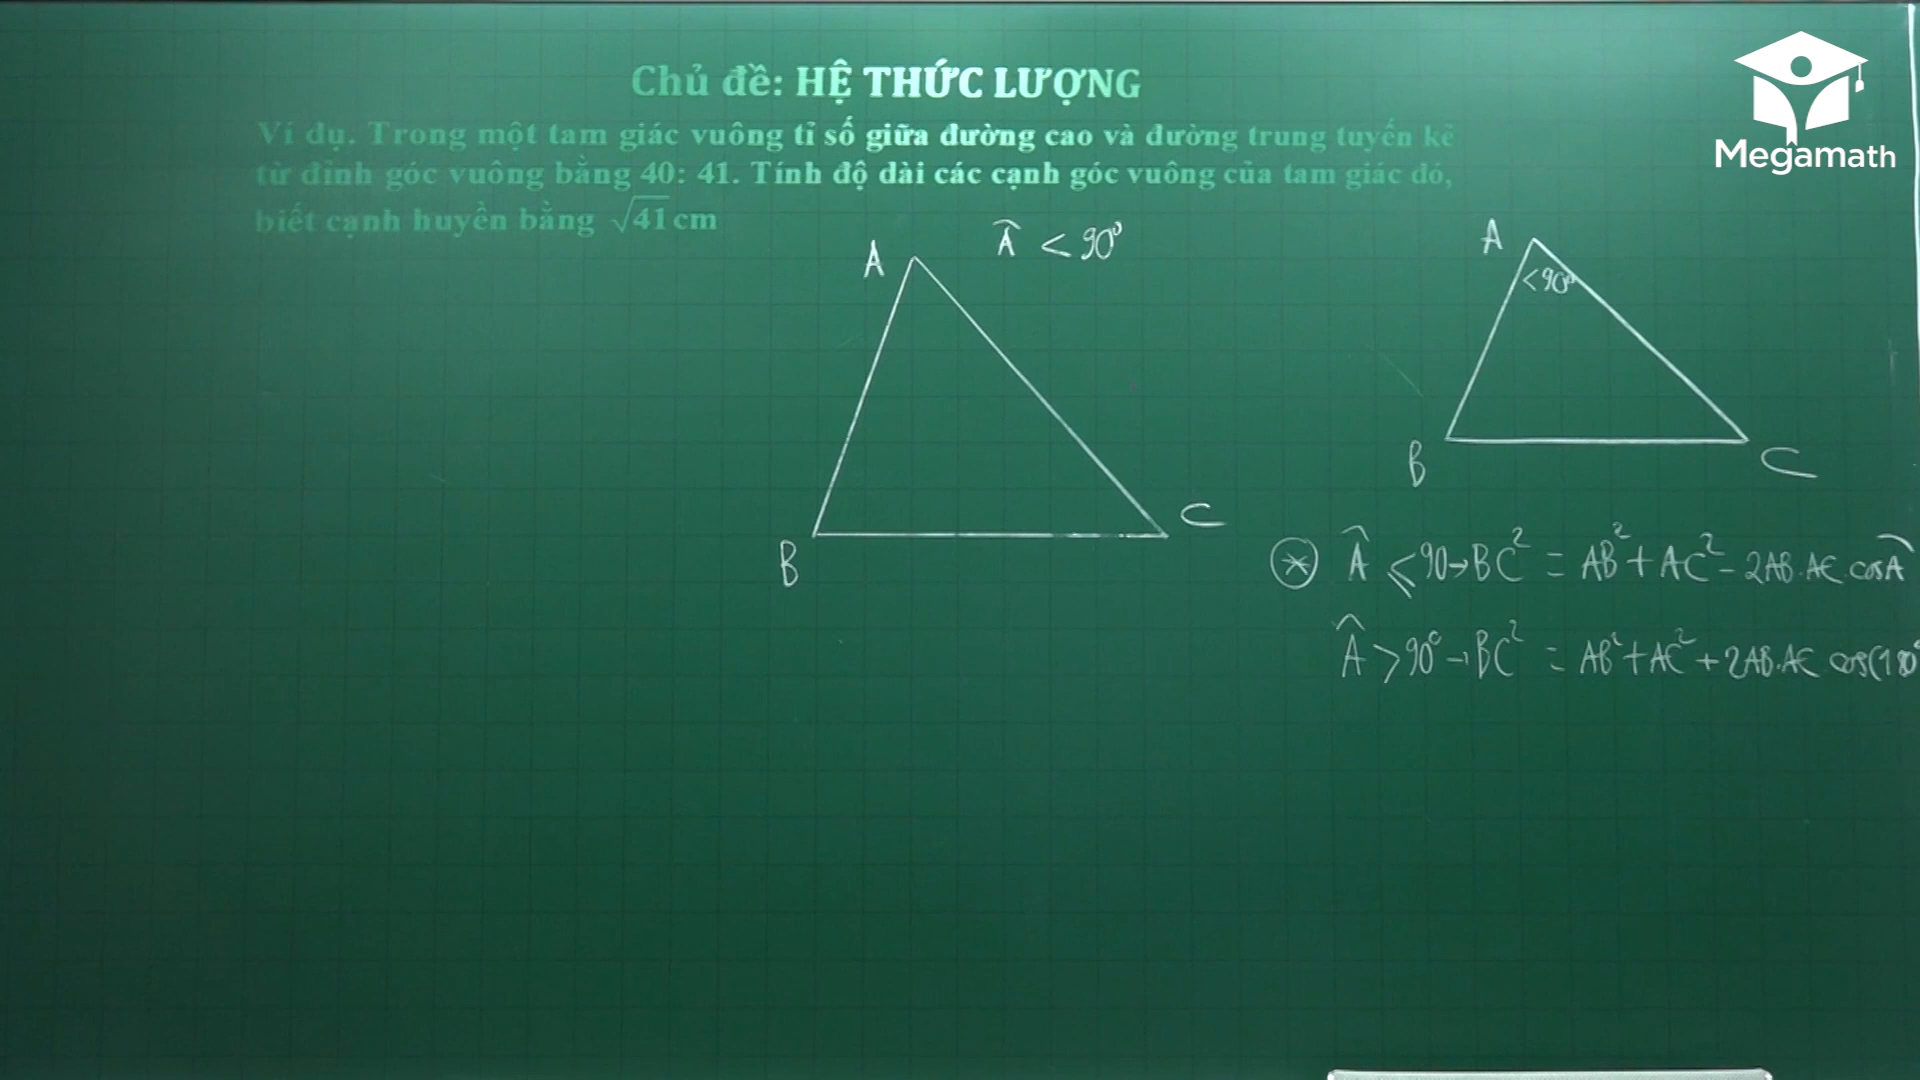 Chủ đề: HỆ THỨC LƯỢNG
Megamath
Ví dụ. Trong một tam giác vuông tỉ số giữa đường cao và đường trung tuyến kẻ
từ đỉnh góc vuông bằng 40: 41. Tính độ dài các cạnh góc vuông của tam giác đó,
biết cạnh huyền bằng √41 cm
A
Â < 90°
B
C
A
< 90°
B
C
* Â ≤ 90 → BC² = AB² + AC² - 2AB.AC.cosÂ
Â > 90° → BC² = AB² + AC² + 2AB.AC.cos(180°